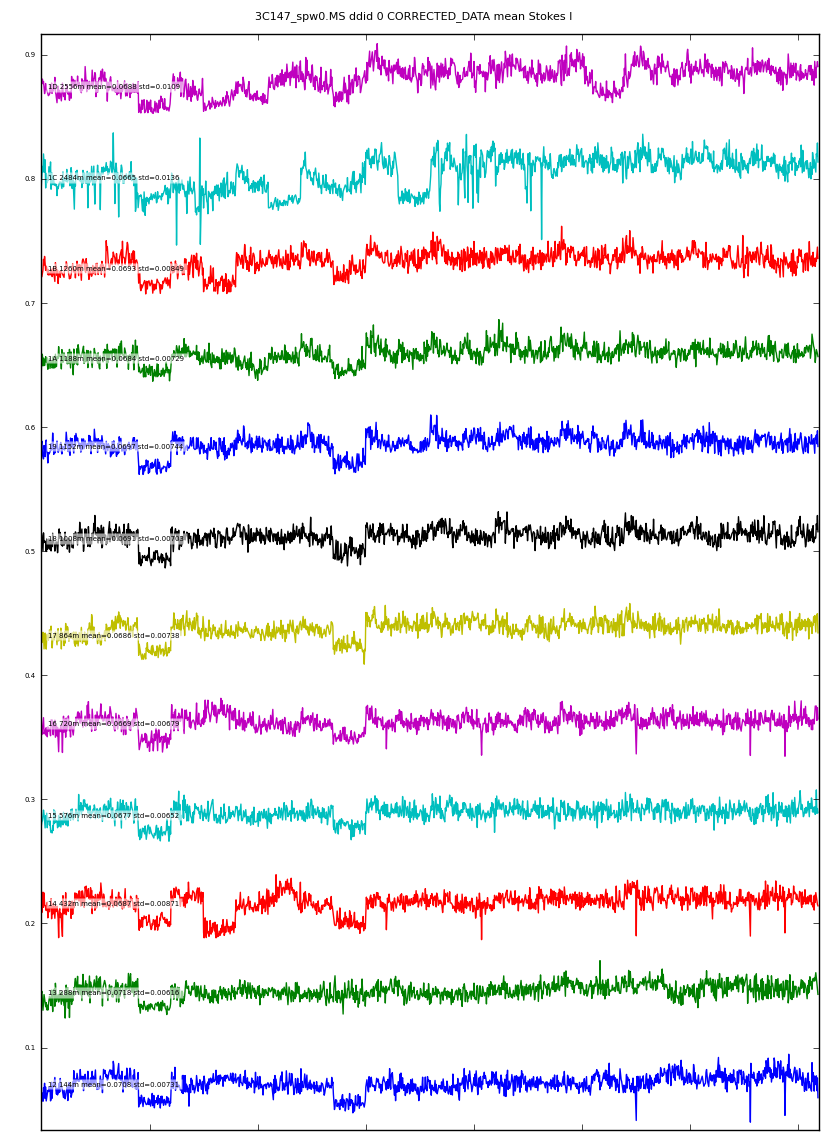 3C147_spw0.MS ddid 0 CORRECTED_DATA mean Stokes I
0.9
1D 2556m mean=0.0688 std=0.0109
0.8
1C 2484m mean=0.0665 std=0.0136
1B 1260m mean=0.0693 std=0.00849
0.7
1A 1188m mean=0.0684 std=0.00729
0.6
19 1152m mean=0.0697 std=0.00744
18 1008m mean=0.0691 std=0.00703
0.5
17 864m mean=0.0686 std=0.00738
0.4
16 720m mean=0.0669 std=0.00679
0.3
15 576m mean=0.0677 std=0.00652
14 432m mean=0.0687 std=0.00871
0.2
13 288m mean=0.0718 std=0.00616
0.1
12 144m mean=0.0708 std=0.00731